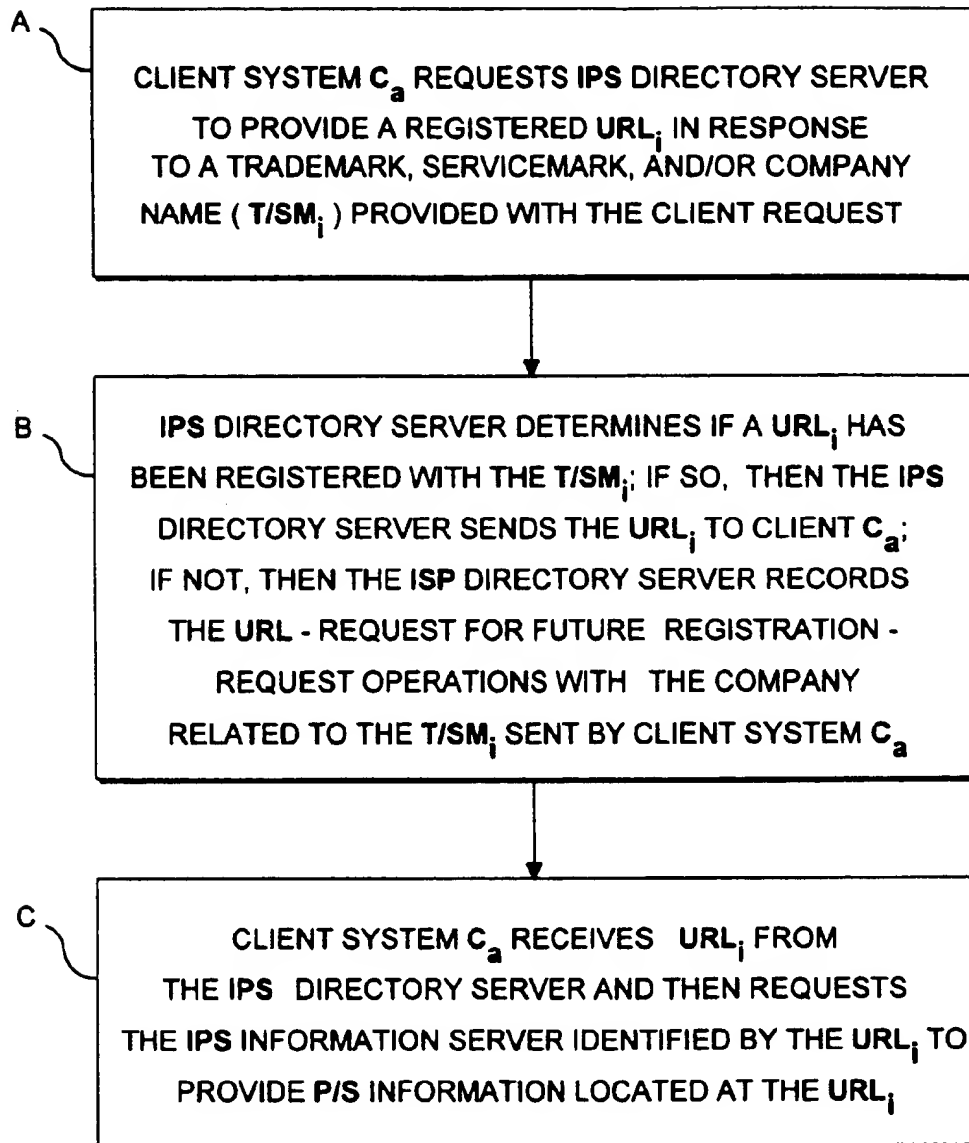 A
CLIENT SYSTEM Ca REQUESTS IPS DIRECTORY SERVER
TO PROVIDE A REGISTERED URLi IN RESPONSE
TO A TRADEMARK, SERVICEMARK, AND/OR COMPANY
NAME ( T/SMi ) PROVIDED WITH THE CLIENT REQUEST
B
IPS DIRECTORY SERVER DETERMINES IF A URLi HAS
BEEN REGISTERED WITH THE T/SMi; IF SO, THEN THE IPS
DIRECTORY SERVER SENDS THE URLi TO CLIENT Ca;
IF NOT, THEN THE ISP DIRECTORY SERVER RECORDS
THE URL - REQUEST FOR FUTURE REGISTRATION -
REQUEST OPERATIONS WITH THE COMPANY
RELATED TO THE T/SMi SENT BY CLIENT SYSTEM Ca
C
CLIENT SYSTEM Ca RECEIVES URLi FROM
THE IPS DIRECTORY SERVER AND THEN REQUESTS
THE IPS INFORMATION SERVER IDENTIFIED BY THE URLi TO
PROVIDE P/S INFORMATION LOCATED AT THE URLi